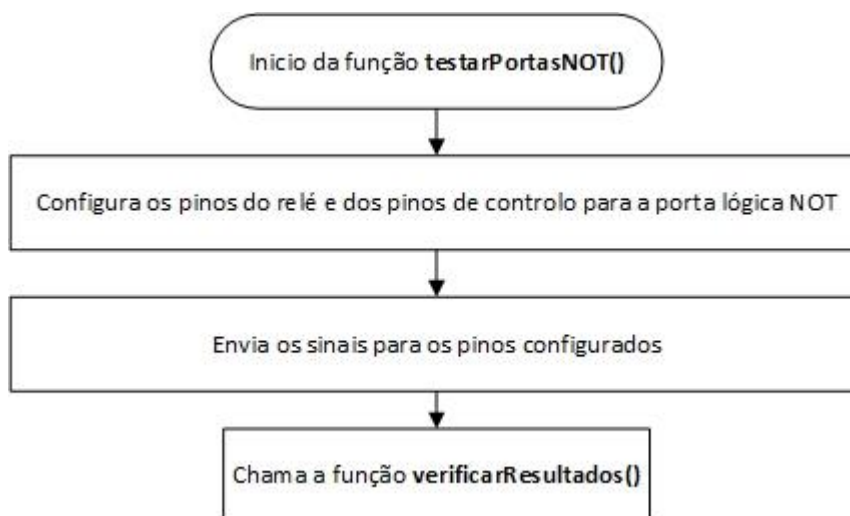 Inicio da função testarPortasNOT()
Configura os pinos do relé e dos pinos de controlo para a porta lógica NOT
Envia os sinais para os pinos configurados
Chama a função verificarResultados()